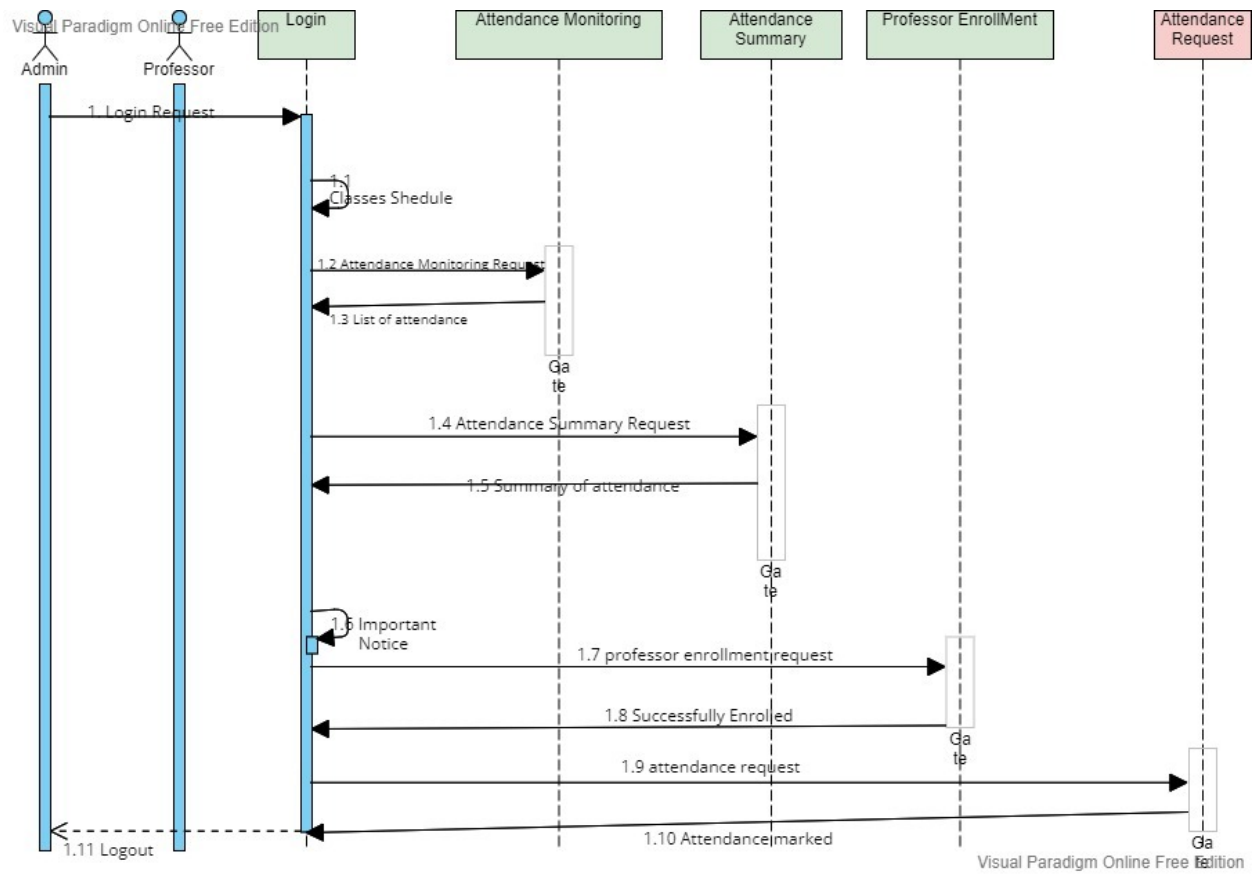 Visual Paradigm Online Free Edition
Login
Attendance Monitoring
Attendance
Summary
Professor EnrollMent
Attendance
Request
Admin
Professor
1. Login Request
1.1
Classes Shedule
1.2 Attendance Monitoring Request
1.3 List of attendance
Ga
te
1.4 Attendance Summary Request
1.5 Summary of attendance
Ga
te
1.6 Important
Notice
1.7 professor enrollment request
1.8 Successfully Enrolled
Ga
te
1.9 attendance request
1.10 Attendance marked
1.11 Logout
Ga
te
Visual Paradigm Online Free Edition